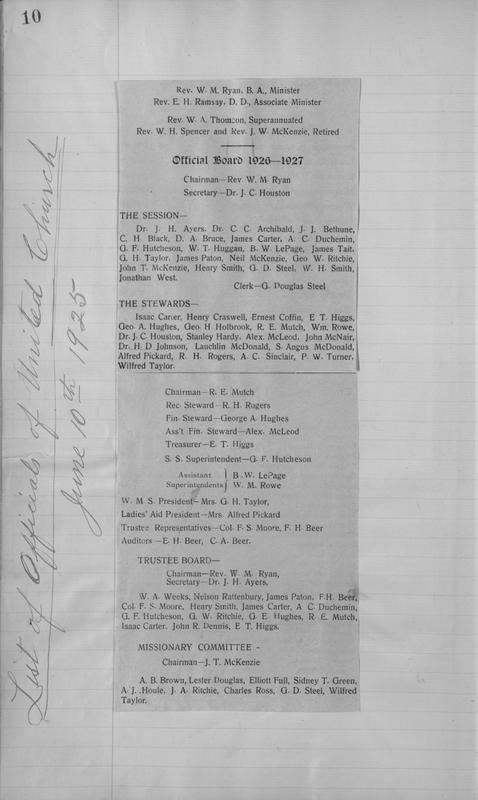 10
List of Officials of United Church
June 10th 1925
Rev. W. M. Ryan. B. A., Minister
Rev. E. H. Ramsay, D. D., Associate Minister
Rev. W. A. Thomson, Superannuated
Rev. W. H. Spencer and Rev. J. W. McKenzie, Retired
Official Board 1926—1927
Chairman—Rev W. M. Ryan
Secretary—Dr. J. C. Houston
THE SESSION—
Dr. J. H. Ayers. Dr. C. C. Archibald, J. J. Bethune,
C. H. Black, D. A. Bruce, James Carter, A. C. Duchemin,
G. F. Hutcheson, W. T. Huggan, B. W. LePage, James Tait,
G. H. Taylor, James Paton, Neil McKenzie, Geo W. Ritchie,
John T. McKenzie, Henry Smith, G. D. Steel, W. H. Smith,
Jonathan West.
Clerk—G. Douglas Steel
THE STEWARDS—
Isaac Carter, Henry Craswell, Ernest Coffin, E T. Higgs,
Geo. A. Hughes, Geo. H Holbrook, R. E. Mutch, Wm. Rowe,
Dr. J. C. Houston, Stanley Hardy, Alex. McLeod, John McNair,
Dr. H. D Johnson, Lauchlin McDonald, S. Angus McDonald,
Alfred Pickard, R. H. Rogers, A. C. Sinclair, P. W. Turner,
Wilfred Taylor.
Chairman—R. E. Mutch
Rec. Steward—R. H. Rogers
Fin. Steward—George A. Hughes
Ass't Fin. Steward—Alex. McLeod
Treasurer—E. T. Higgs
S. S. Superintendent—G. F. Hutcheson
Assistant Superintendents } B. W. LePage
W. M. Rowe
W. M S. President—Mrs. G. H. Taylor,
Ladies' Aid President—Mrs. Alfred Pickard
Trustee Representatives—Col. F. S. Moore, F. H. Beer
Auditors—E. H. Beer, C. A. Beer.
TRUSTEE BOARD—
Chairman—Rev. W. M. Ryan,
Secretary—Dr. J. H. Ayers,
W. A. Weeks, Nelson Rattenbury, James Paton, F.H. Beer,
Col. F. S. Moore, Henry Smith, James Carter, A C. Duchemin,
G. F. Hutcheson, G. W. Ritchie, G. E. Hughes, R. E. Mutch,
Isaac Carter. John R. Dennis, E T. Higgs.
MISSIONARY COMMITTEE -
Chairman—J. T. McKenzie
A. B. Brown, Lester Douglas, Elliott Full, Sidney T. Green,
A. J. .Houle, J. A. Ritchie, Charles Ross, G. D. Steel, Wilfred
Taylor.